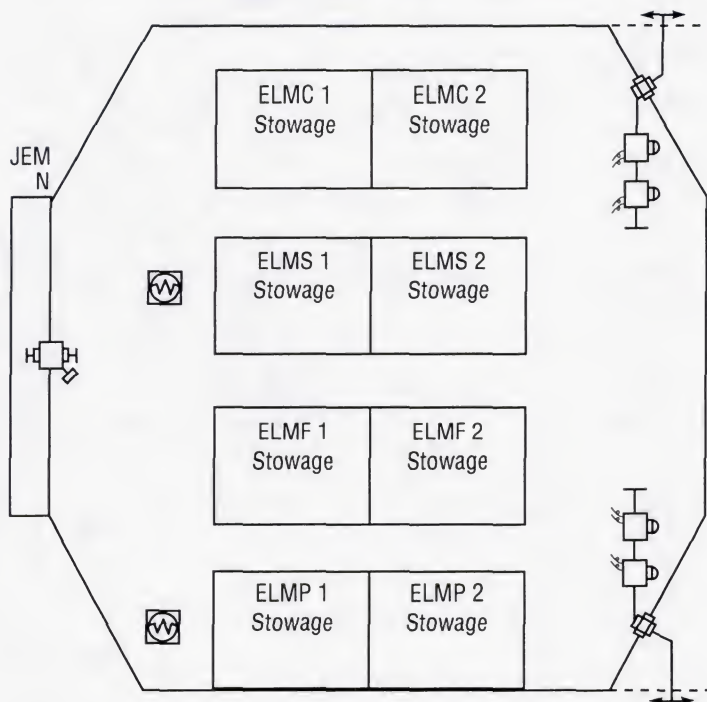 ELMC 1
Stowage
ELMC 2
Stowage
JEM
N
ELMS 1
Stowage
ELMS 2
Stowage
ELMF 1
Stowage
ELMF 2
Stowage
ELMP 1
Stowage
ELMP 2
Stowage